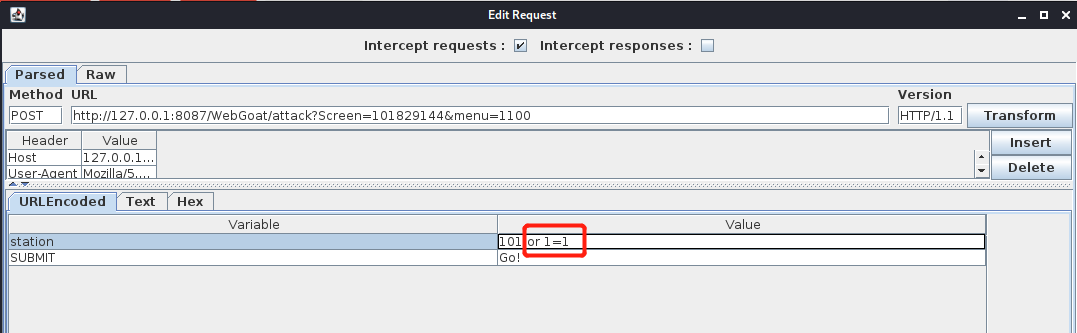 Edit Request
Intercept requests : Intercept responses :
Parsed Raw
Method URL Version
POST http://127.0.0.1:8087/WebGoat/attack?Screen=101829144&menu=1100 HTTP/1.1 Transform
Header Value Insert
Host 127.0.0.1...
User-Agent Mozilla/5.... Delete
URLEncoded Text Hex
Variable Value
station 101 or 1=1
SUBMIT Go!